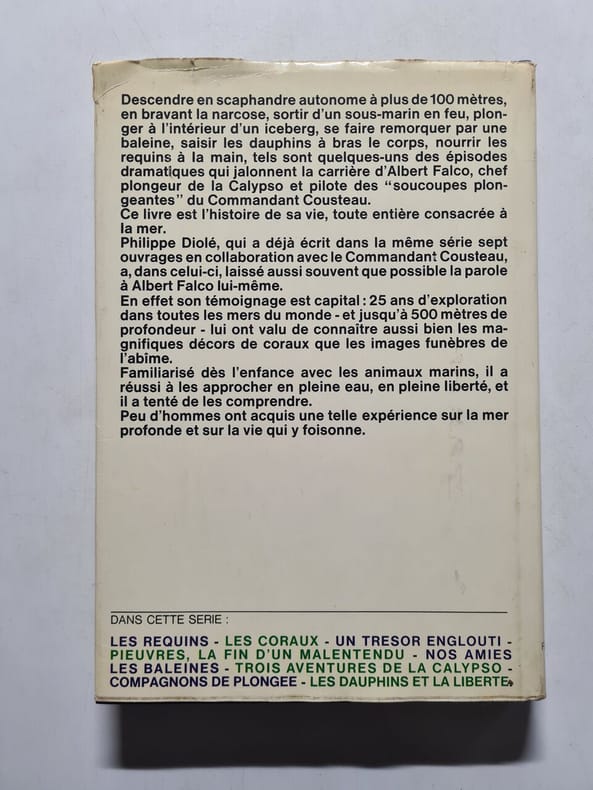 Descendre en scaphandre autonome à plus de 100 mètres,
en bravant la narcose, sortir d'un sous-marin en feu, plon-
ger à l'intérieur d'un iceberg, se faire remorquer par une
baleine, saisir les dauphins à bras le corps, nourrir les
requins à la main, tels sont quelques-uns des épisodes
dramatiques qui jalonnent la carrière d'Albert Falco, chef
plongeur de la Calypso et pilote des “soucoupes plon-
geantes” du Commandant Cousteau.
Ce livre est l'histoire de sa vie, toute entière consacrée à
la mer.
Philippe Diolé, qui a déjà écrit dans la même série sept
ouvrages en collaboration avec le Commandant Cousteau,
a, dans celui-ci, laissé aussi souvent que possible la parole
à Albert Falco lui-même.
En effet son témoignage est capital : 25 ans d'exploration
dans toutes les mers du monde - et jusqu'à 500 mètres de
profondeur - lui ont valu de connaître aussi bien les ma-
gnifiques décors de coraux que les images funèbres de
l'abîme.
Familiarisé dès l'enfance avec les animaux marins, il a
réussi à les approcher en pleine eau, en pleine liberté, et
il a tenté de les comprendre.
Peu d'hommes ont acquis une telle expérience sur la mer
profonde et sur la vie qui y foisonne.
DANS CETTE SERIE :
LES REQUINS - LES CORAUX - UN TRESOR ENGLOUTI -
PIEUVRES, LA FIN D'UN MALENTENDU - NOS AMIES
LES BALEINES - TROIS AVENTURES DE LA CALYPSO -
COMPAGNONS DE PLONGEE - LES DAUPHINS ET LA LIBERTE.